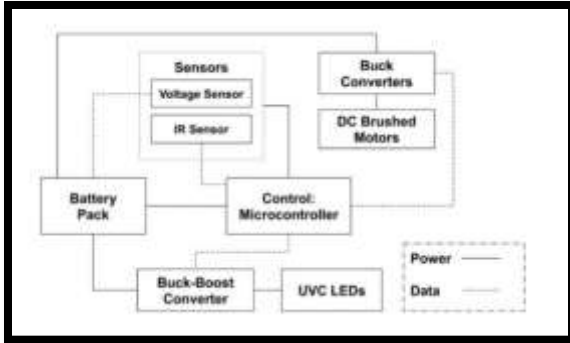 Sensors
Voltage Sensor
IR Sensor
Buck
Converters
DC Brushed
Motors
Battery
Pack
Control:
Microcontroller
Buck-Boost
Converter
UVC LEDs
Power
Data